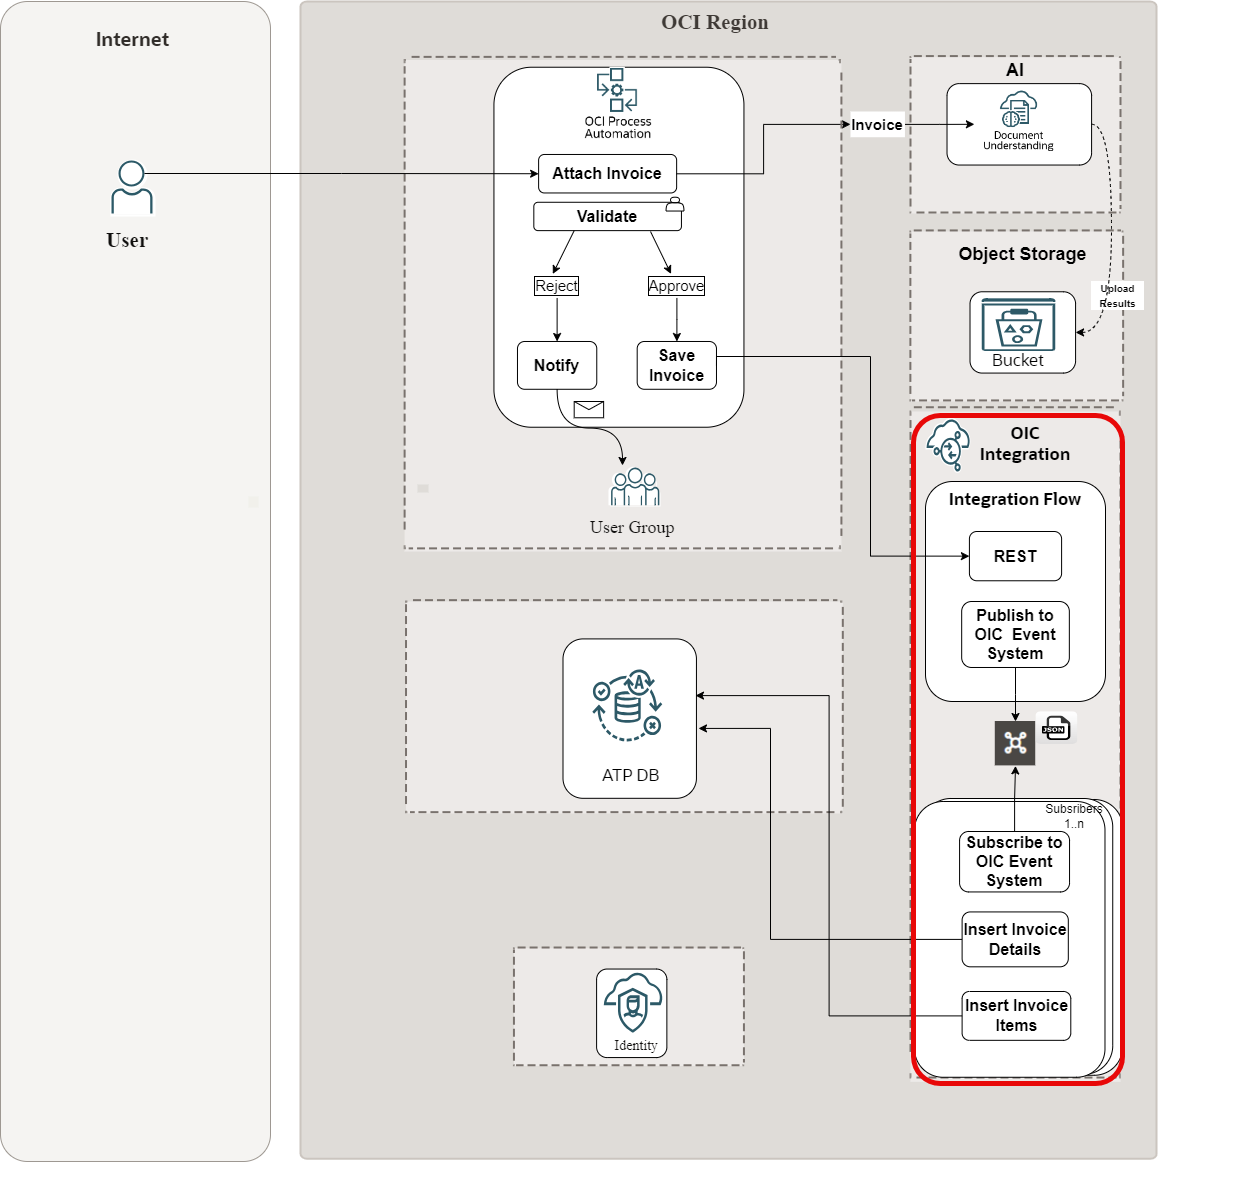 Internet
User
OCI Region
OCI Process
Automation
Attach Invoice
Validate
Reject
Approve
Notify
Save
Invoice
User Group
Invoice
AI
Document
Understanding
Object Storage
Upload
Results
Bucket
OIC
Integration
Integration Flow
REST
Publish to
OIC Event
System
JSON
Subsribers
1..n
Subscribe to
OIC Event
System
Insert Invoice
Details
Insert Invoice
Items
A
ATP DB
Identity